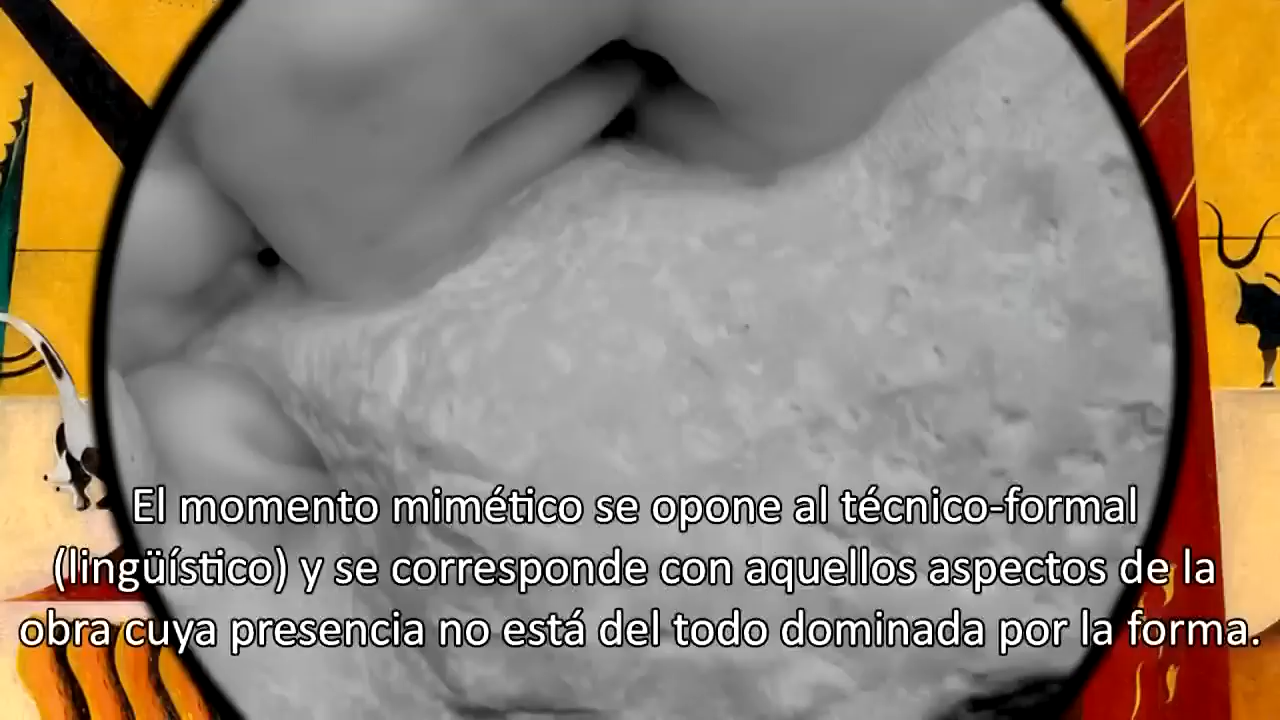 El momento mimético se opone al técnico-formal
(lingüístico) y se corresponde con aquellos aspectos de la
obra cuya presencia no está del todo dominada por la forma.